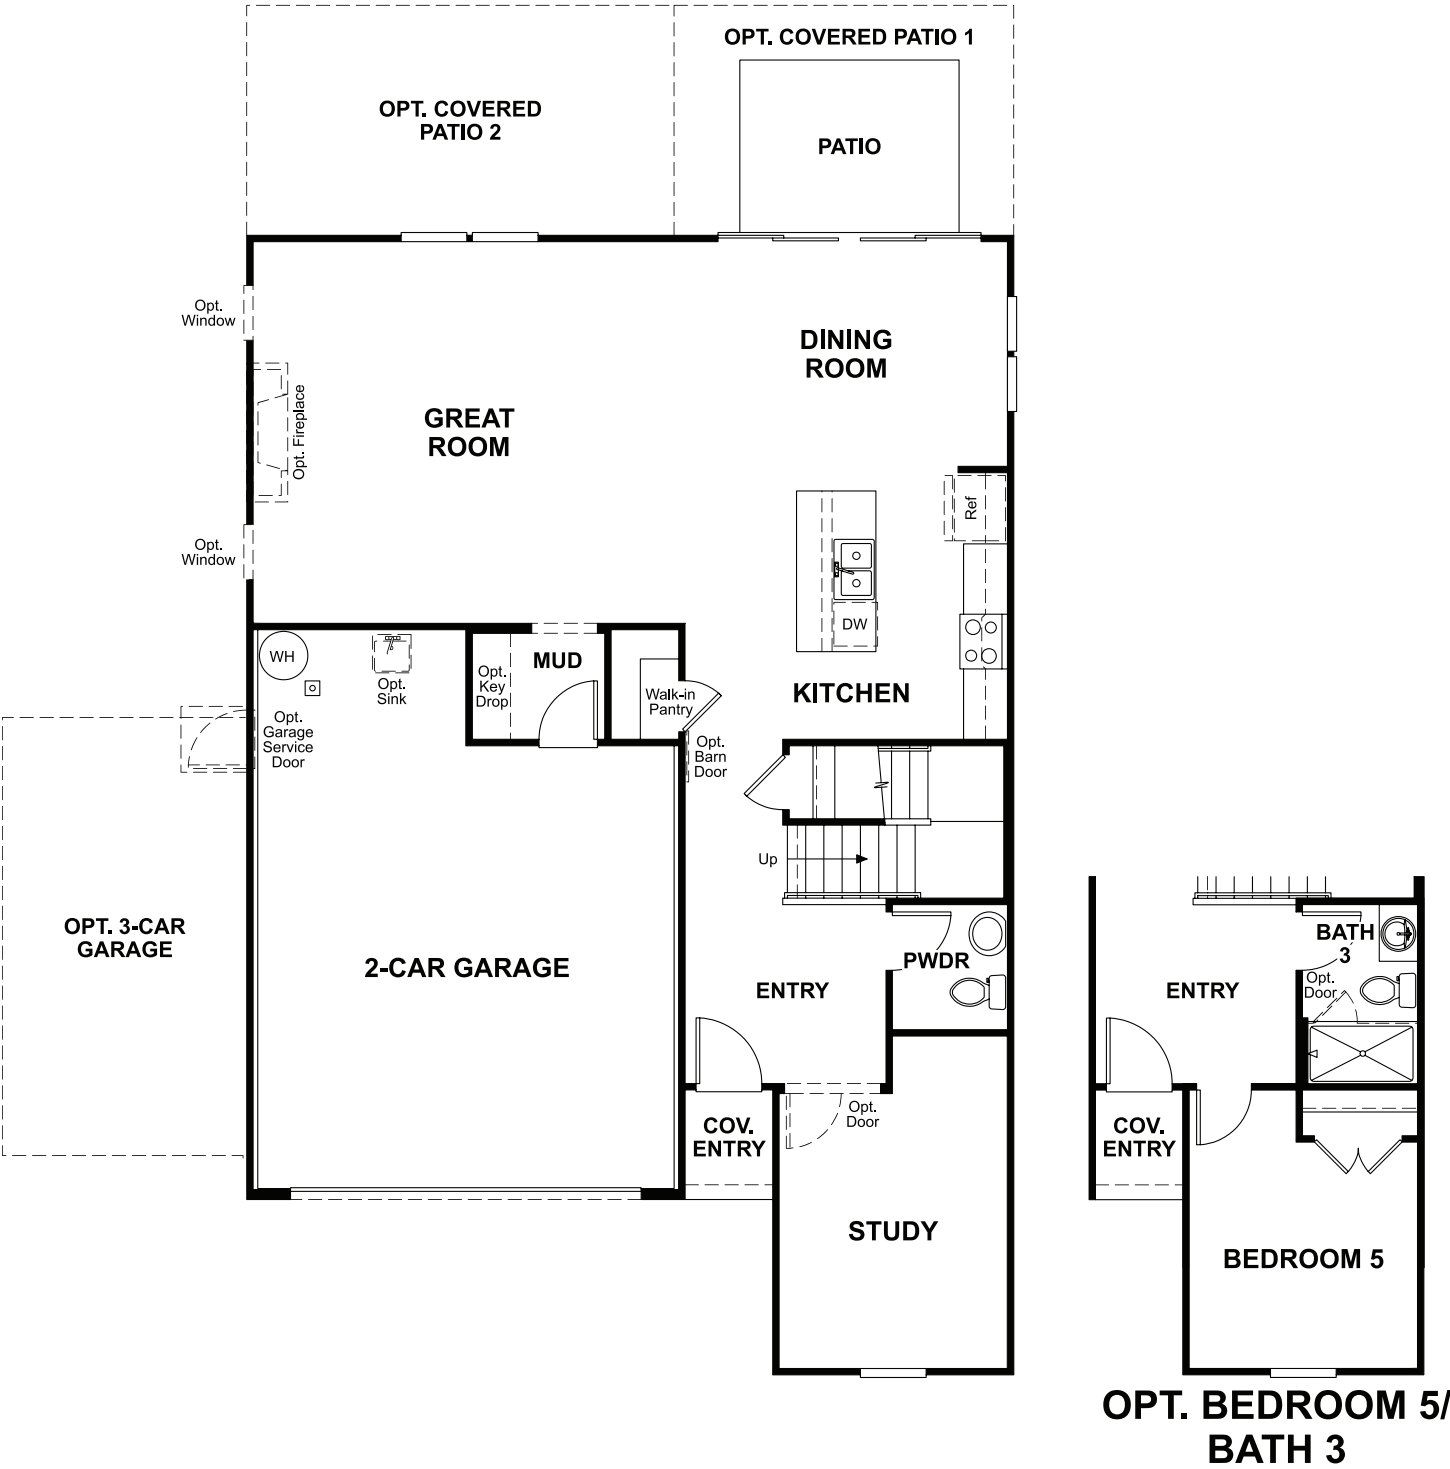 OPT. COVERED PATIO 1
OPT. COVERED
PATIO 2
PATIO
Opt.
Window
DINING
ROOM
Opt. Fireplace
GREAT
ROOM
Ref
Opt.
Window
DW
WH
Opt.
Sink
MUD
Opt.
Key
Drop
Walk-in
Pantry
KITCHEN
Opt.
Garage
Service
Door
Opt.
Barn
Door
Up
OPT. 3-CAR
GARAGE
2-CAR GARAGE
PWDR
ENTRY
Opt.
Door
COV.
ENTRY
STUDY
BATH
3
Opt.
Door
ENTRY
COV.
ENTRY
BEDROOM 5
OPT. BEDROOM 5/
BATH 3